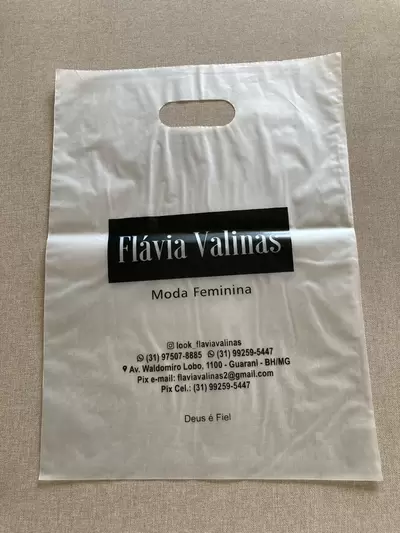 Flávia Valinas
Moda Feminina
look_flaviavalinas
(31) 97507-8885 (31) 99259-5447
Av. Waldomiro Lobo, 1100 - Guarani - BH/MG
Pix e-mail: flaviavalinas2@gmail.com
Pix Cel.: (31) 99259-5447
Deus é Fiel